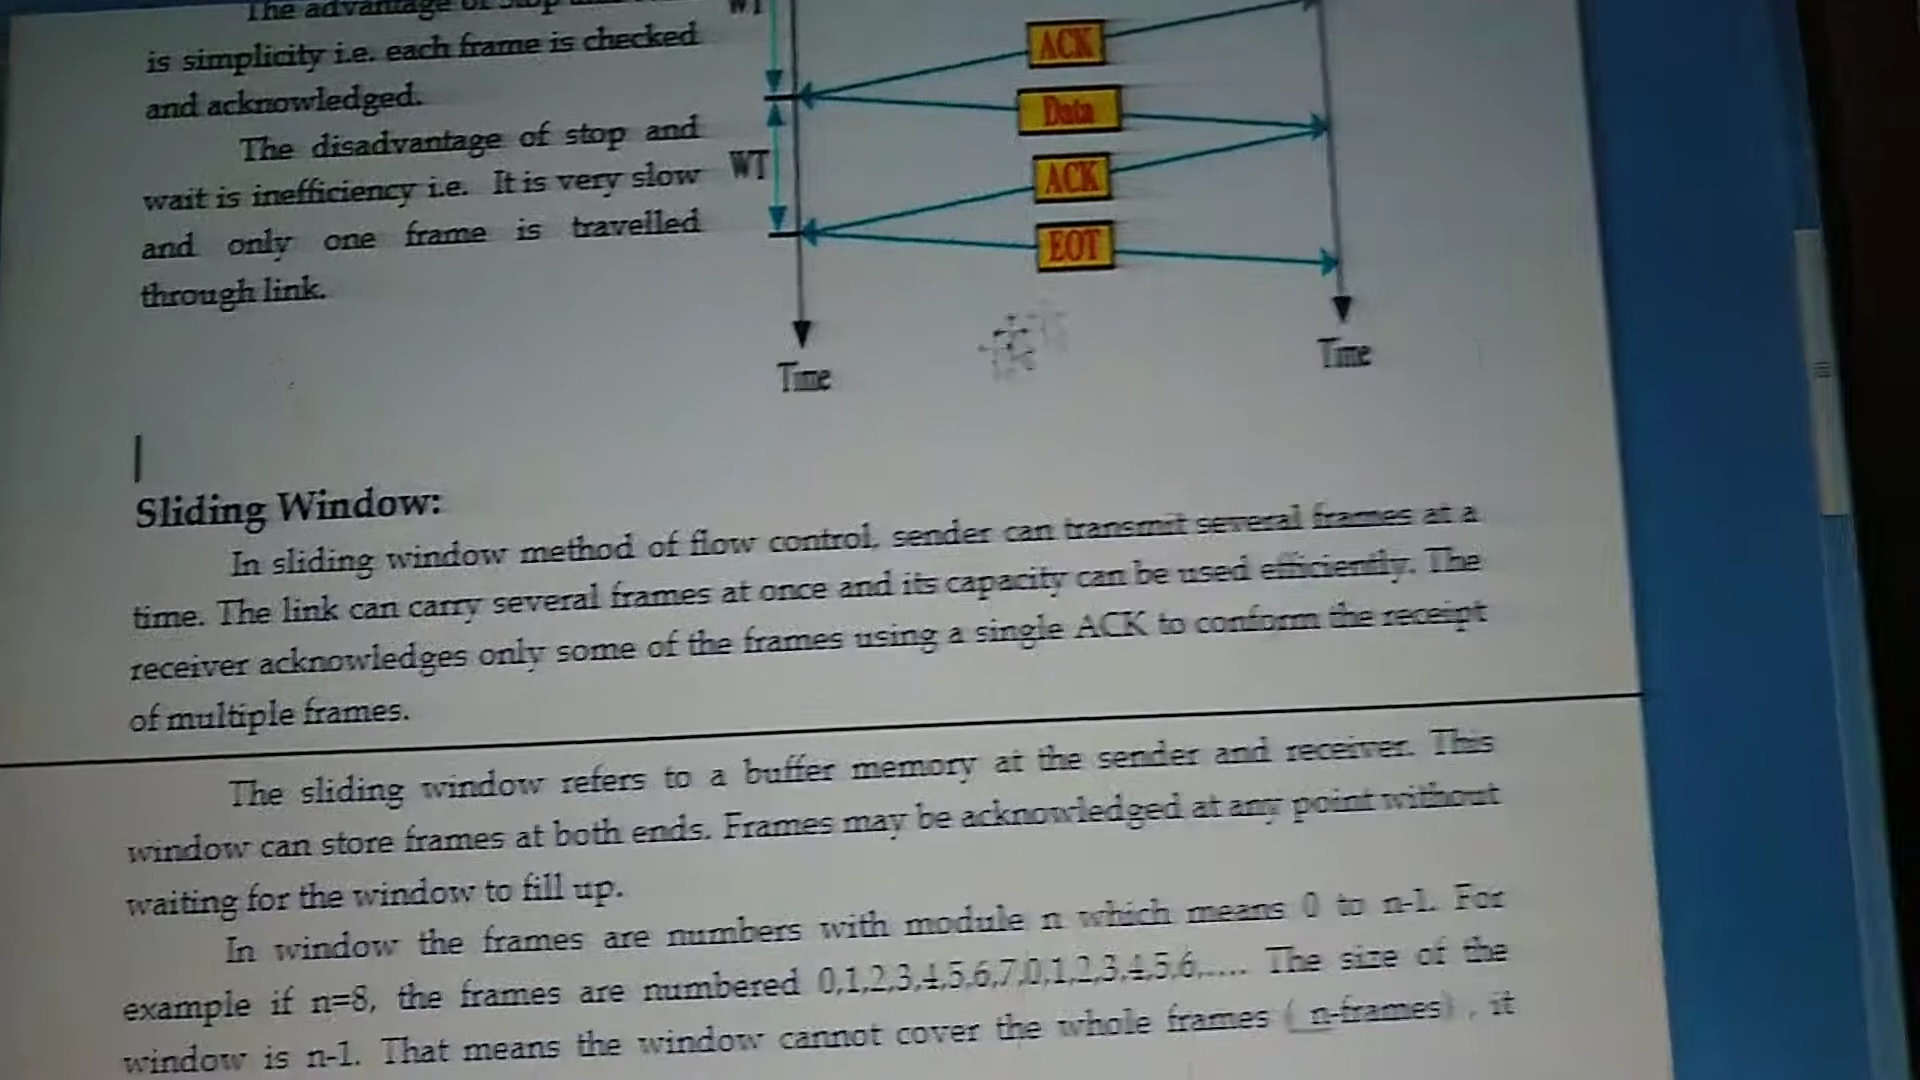 The advantage of stop
is simplicity i.e. each frame is checked
and acknowledged.
The disadvantage of stop and
wait is inefficiency i.e. It is very slow
and only one frame is travelled
through link.
WT
WT
ACK
Data
ACK
EOT
Time
Time
Sliding Window:
In sliding window method of flow control, sender can transmit several frames at a
time. The link can carry several frames at once and its capacity can be used efficiently. The
receiver acknowledges only some of the frames using a single ACK to conform the receipt
of multiple frames.
The sliding window refers to a buffer memory at the sender and receiver. This
window can store frames at both ends. Frames may be acknowledged at any point without
waiting for the window to fill up.
In window the frames are numbers with module n which means 0 to n-1. For
example if n=8, the frames are numbered 0,1,2,3,4,5,6,7,0,1,2,3,4,5,6,..... The size of the
window is n-1. That means the window cannot cover the whole frames ( n-frames) , it